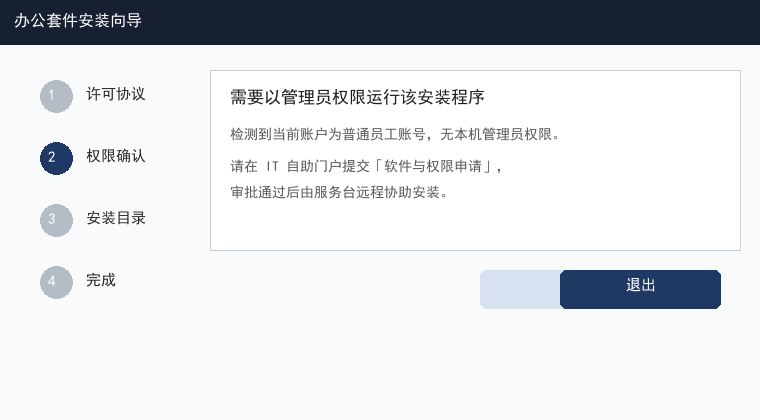 办公套件安装向导
1 许可协议
2 权限确认
3 安装目录
4 完成
需要以管理员权限运行该安装程序
检测到当前账户为普通员工账号，无本机管理员权限。
请在 IT 自助门户提交「软件与权限申请」，
审批通过后由服务台远程协助安装。
退出